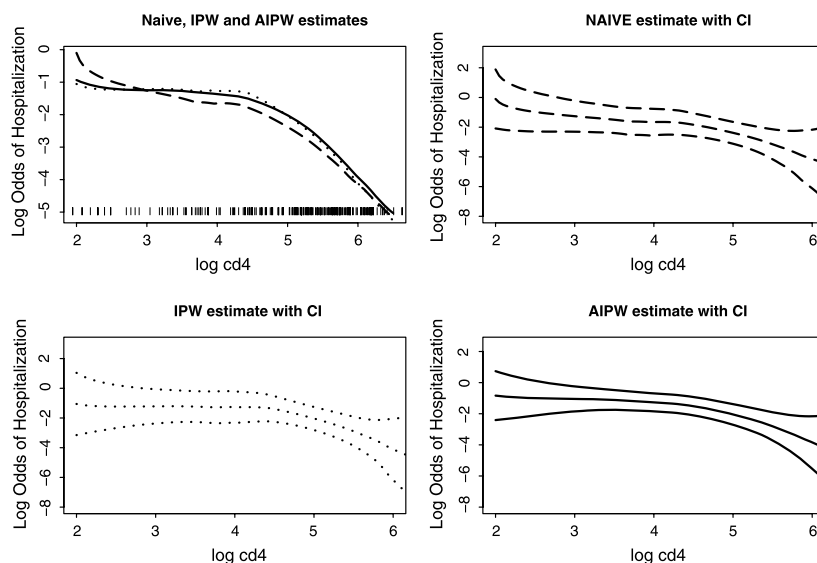 Naive, IPW and AIPW estimates
Log Odds of Hospitalization
0
−1
−2
−3
−4
−5
2 3 4 5 6
log cd4
NAIVE estimate with CI
Log Odds of Hospitalization
2
0
−2
−4
−6
−8
2 3 4 5 6
log cd4
IPW estimate with CI
Log Odds of Hospitalization
2
0
−2
−4
−6
−8
2 3 4 5 6
log cd4
AIPW estimate with CI
Log Odds of Hospitalization
2
0
−2
−4
−6
−8
2 3 4 5 6
log cd4